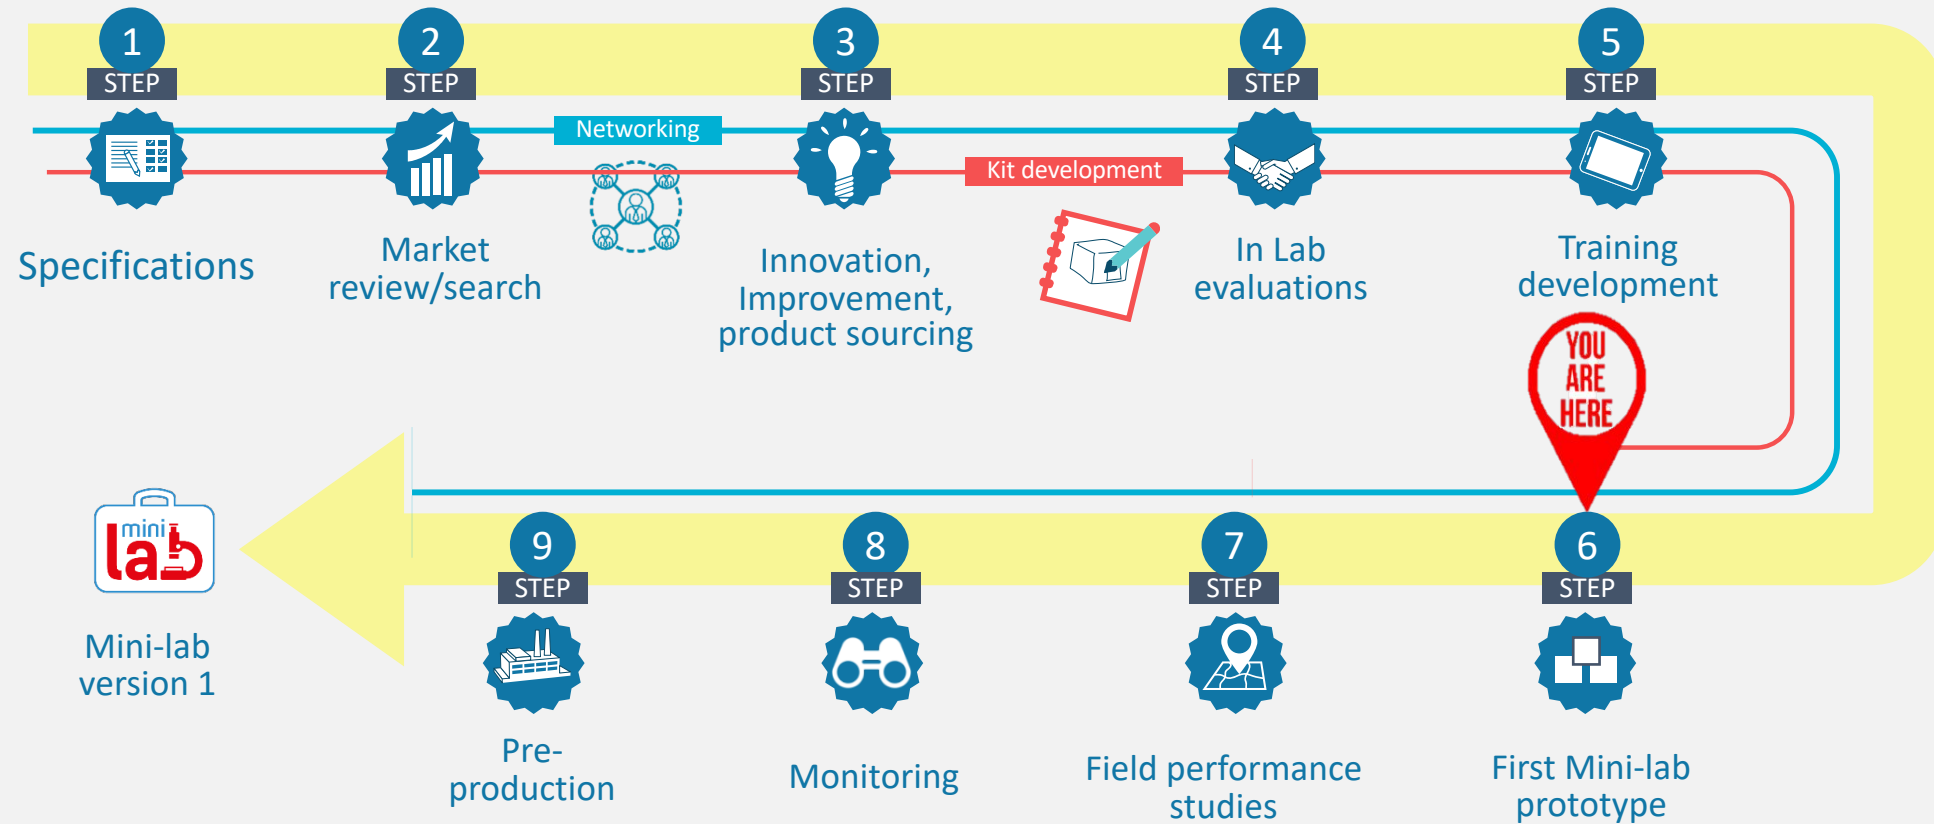 1
STEP
Specifications
2
STEP
Market
review/search
Networking
3
STEP
Innovation,
Improvement,
product sourcing
Kit development
4
STEP
In Lab
evaluations
5
STEP
Training
development
YOU
ARE
HERE
6
STEP
First Mini-lab
prototype
7
STEP
Field performance
studies
8
STEP
Monitoring
9
STEP
Pre-
production
mini
lab
Mini-lab
version 1